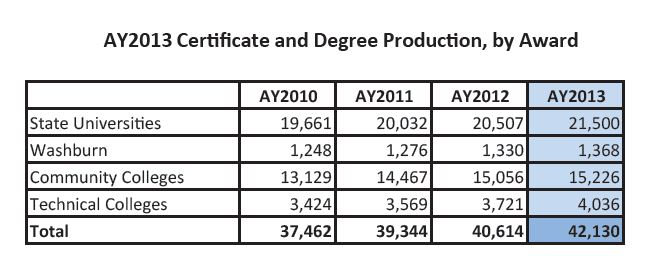 AY2013 Certificate and Degree Production, by Award
AY2010 AY2011 AY2012 AY2013
State Universities 19,661 20,032 20,507 21,500
Washburn 1,248 1,276 1,330 1,368
Community Colleges 13,129 14,467 15,056 15,226
Technical Colleges 3,424 3,569 3,721 4,036
Total 37,462 39,344 40,614 42,130